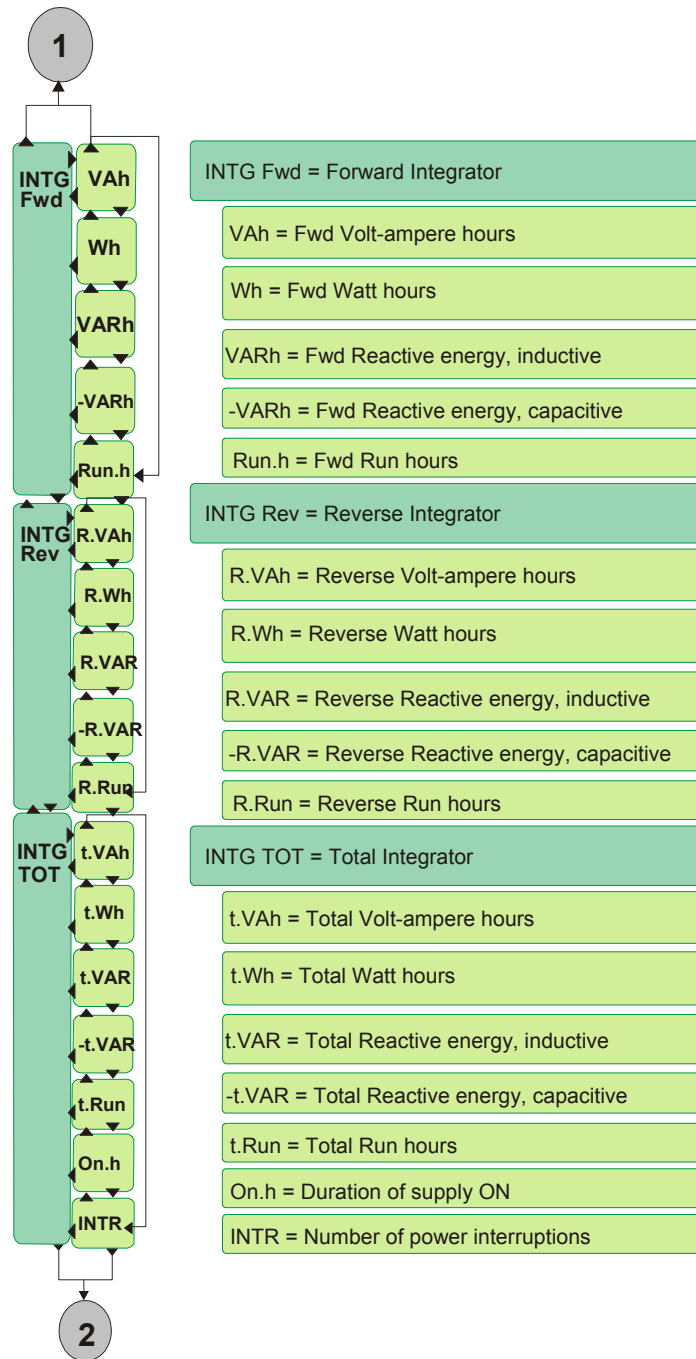 1
INTG
Fwd
VAh
Wh
VARh
-VARh
Run.h
INTG Fwd = Forward Integrator
VAh = Fwd Volt-ampere hours
Wh = Fwd Watt hours
VARh = Fwd Reactive energy, inductive
-VARh = Fwd Reactive energy, capacitive
Run.h = Fwd Run hours
INTG
Rev
R.VAh
R.Wh
R.VAR
-R.VAR
R.Run
INTG Rev = Reverse Integrator
R.VAh = Reverse Volt-ampere hours
R.Wh = Reverse Watt hours
R.VAR = Reverse Reactive energy, inductive
-R.VAR = Reverse Reactive energy, capacitive
R.Run = Reverse Run hours
INTG
TOT
t.VAh
t.Wh
t.VAR
-t.VAR
t.Run
On.h
INTR
INTG TOT = Total Integrator
t.VAh = Total Volt-ampere hours
t.Wh = Total Watt hours
t.VAR = Total Reactive energy, inductive
-t.VAR = Total Reactive energy, capacitive
t.Run = Total Run hours
On.h = Duration of supply ON
INTR = Number of power interruptions
2